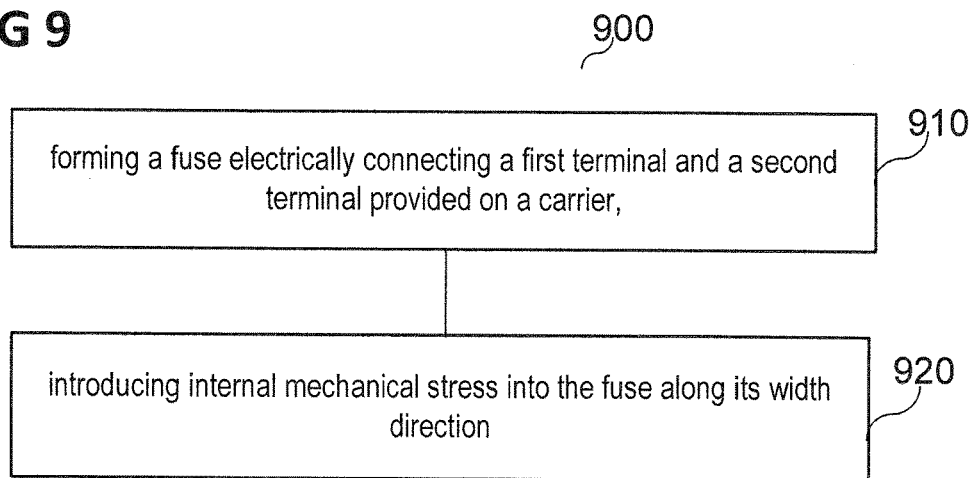 G 9
900
910
forming a fuse electrically connecting a first terminal and a second
terminal provided on a carrier,
920
introducing internal mechanical stress into the fuse along its width
direction